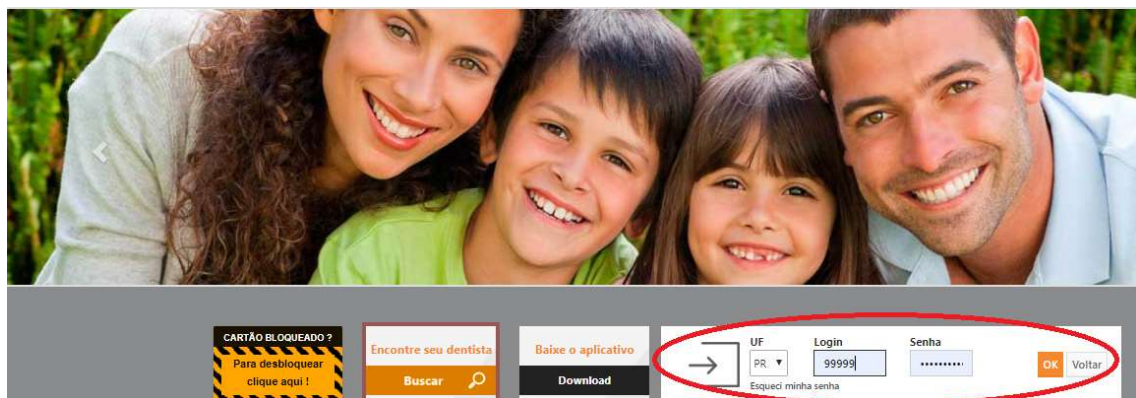 CARTÃO BLOQUEADO ?
Para desbloquear
clique aqui !
Encontre seu dentista
Buscar
Baixe o aplicativo
Download
UF Login Senha
PR 99999 ••••••••••
OK Voltar
Esqueci minha senha